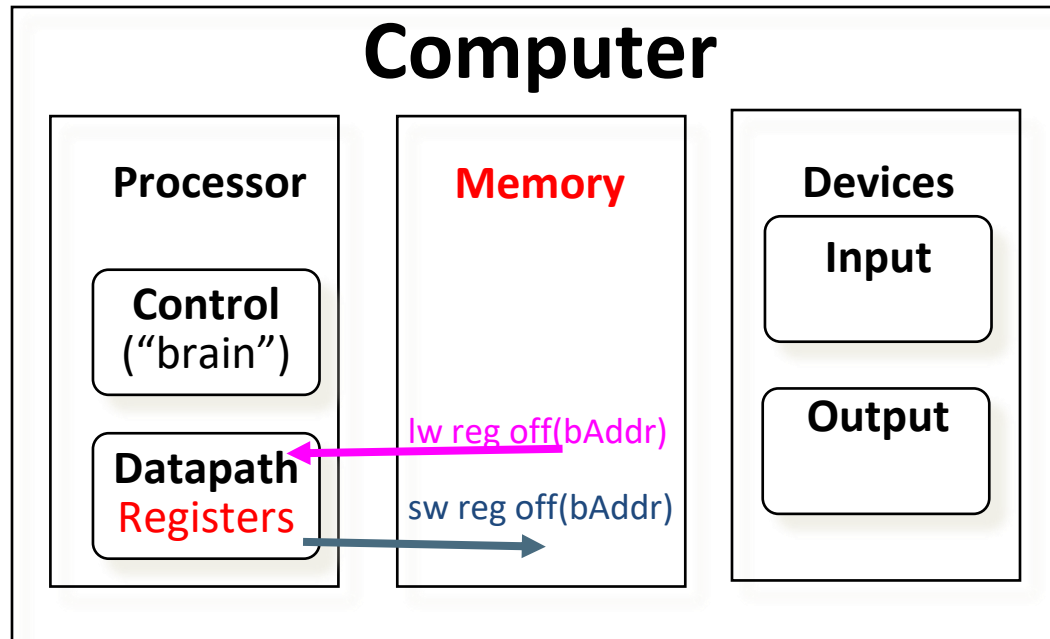 Computer
Processor
Control
(“brain”)
Datapath
Registers
Memory
lw reg off(bAddr)
sw reg off(bAddr)
Devices
Input
Output